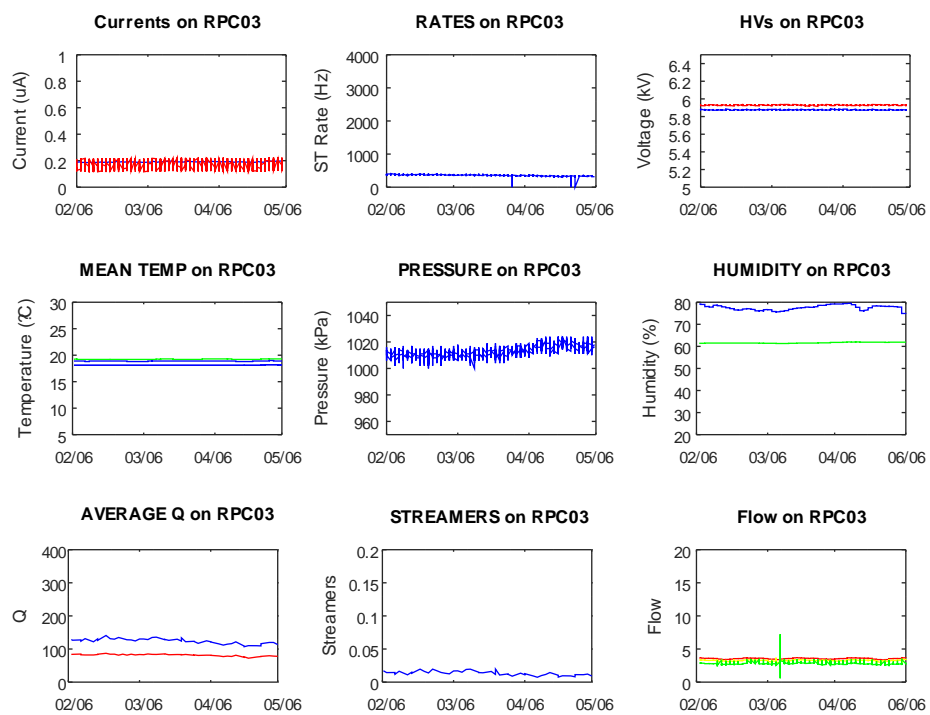 Currents on RPC03
Current (uA)
1
0.8
0.6
0.4
0.2
0
02/06 03/06 04/06 05/06
RATES on RPC03
ST Rate (Hz)
4000
3000
2000
1000
0
02/06 03/06 04/06 05/06
HVs on RPC03
Voltage (kV)
6.4
6.2
6
5.8
5.6
5.4
5.2
5
02/06 03/06 04/06 05/06
MEAN TEMP on RPC03
Temperature (?C)
30
25
20
15
10
5
02/06 03/06 04/06 05/06
PRESSURE on RPC03
Pressure (kPa)
1040
1020
1000
980
960
02/06 03/06 04/06 05/06
HUMIDITY on RPC03
Humidity (%)
80
70
60
50
40
30
20
02/06 03/06 04/06 06/06
AVERAGE Q on RPC03
Q
400
300
200
100
0
02/06 03/06 04/06 05/06
STREAMERS on RPC03
Streamers
0.2
0.15
0.1
0.05
0
02/06 03/06 04/06 05/06
Flow on RPC03
Flow
20
15
10
5
0
02/06 03/06 04/06 06/06